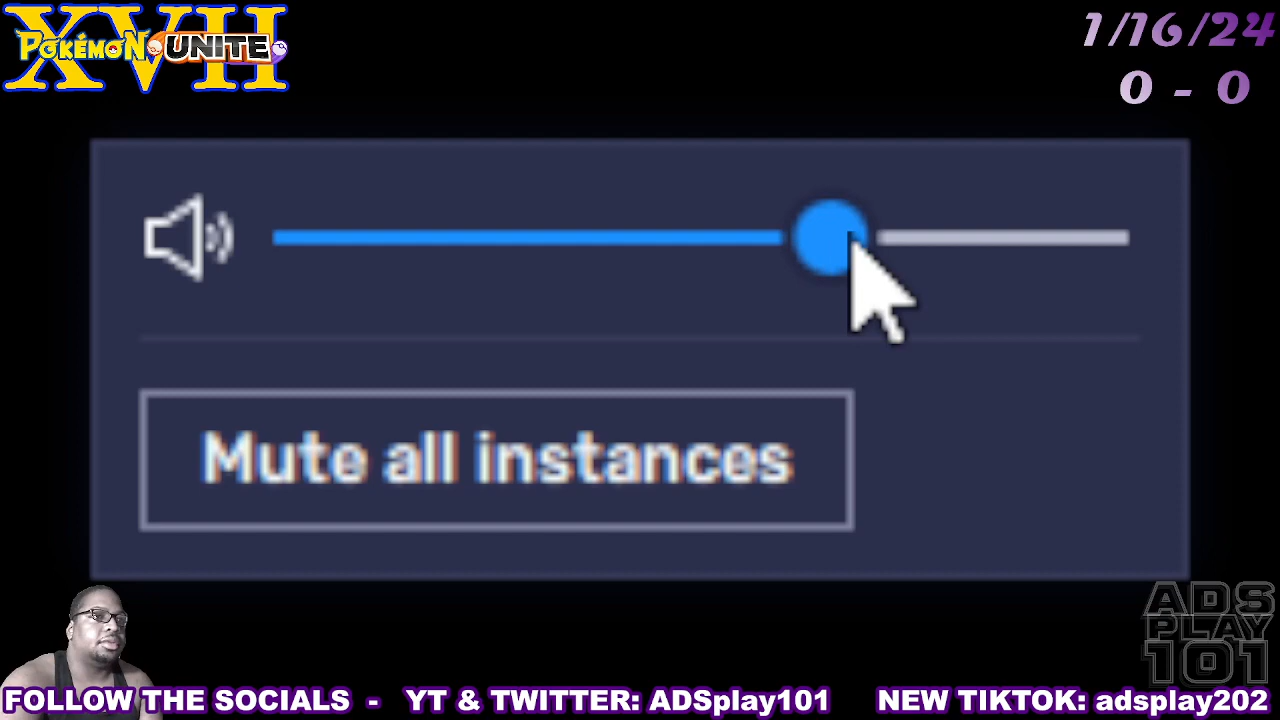 XVII
POKéMON UNITE
1/16/24
0 - 0
Mute all instances
ADS
PLAY
101
FOLLOW THE SOCIALS - YT & TWITTER: ADSplay101 NEW TIKTOK: adsplay202